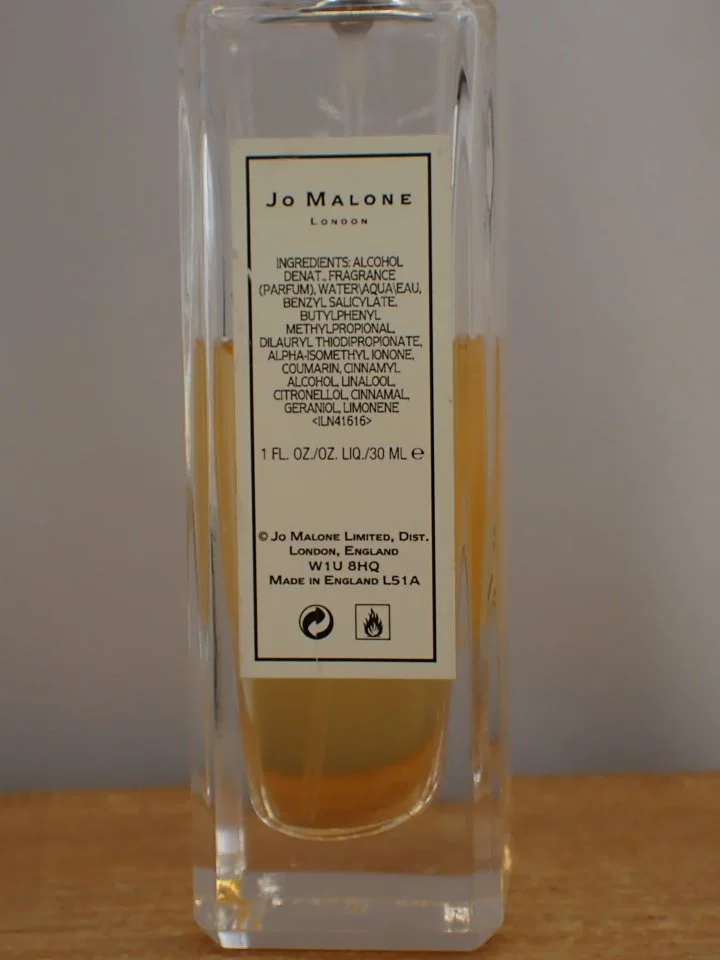 Jo Malone
London
INGREDIENTS: ALCOHOL
DENAT., FRAGRANCE
(PARFUM), WATER\AQUA\EAU,
BENZYL SALICYLATE,
BUTYLPHENYL
METHYLPROPIONAL,
DILAURYL THIODIPROPIONATE,
ALPHA-ISOMETHYL IONONE,
COUMARIN, CINNAMYL
ALCOHOL, LINALOOL,
CITRONELLOL, CINNAMAL,
GERANIOL, LIMONENE
<ILN41616>
1 FL. OZ./OZ. LIQ./30 ML ℮
© Jo Malone Limited, Dist.
London, England
W1U 8HQ
Made in England L51A